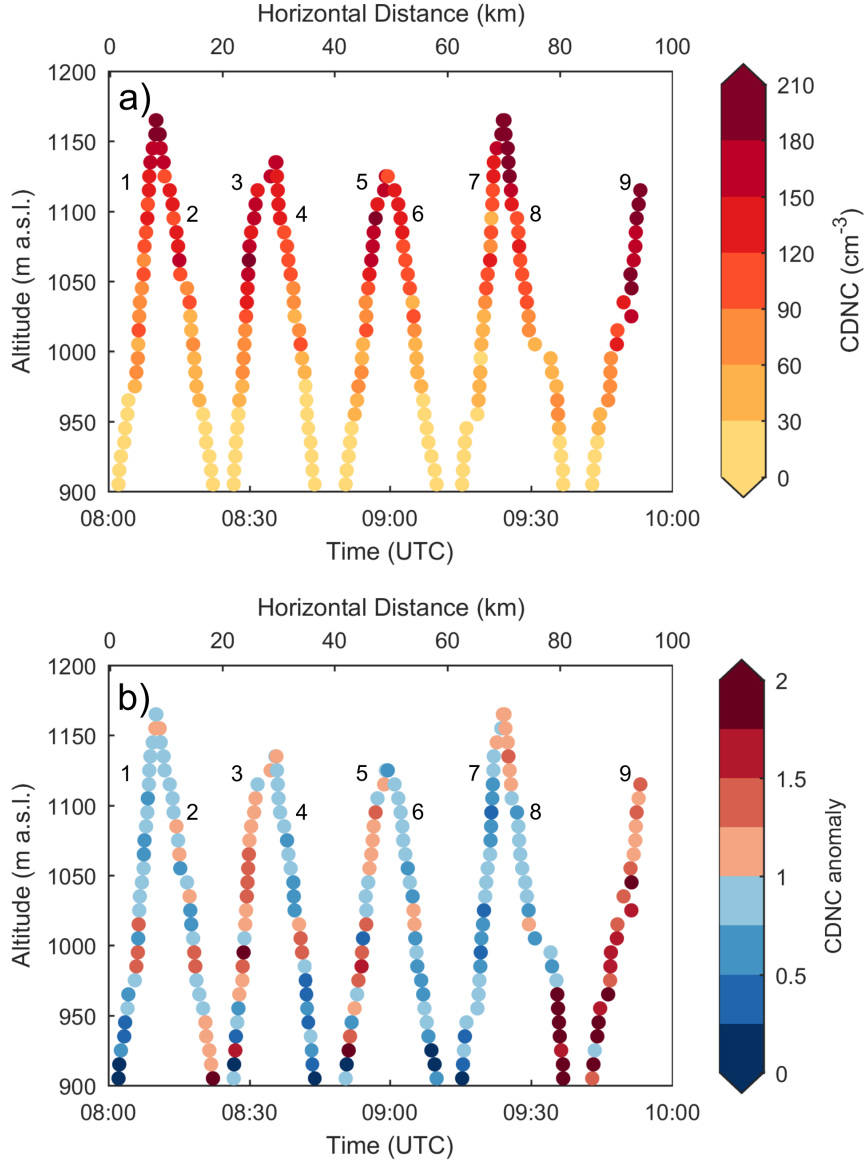 Horizontal Distance (km)
0 20 40 60 80 100
a)
1200
1150
1100
1050
1000
950
900
Altitude (m a.s.l.)
1 2 3 4 5 6 7 8 9
08:00 08:30 09:00 09:30 10:00
Time (UTC)
210
180
150
120
90
60
30
0
CDNC (cm⁻³)
Horizontal Distance (km)
0 20 40 60 80 100
b)
1200
1150
1100
1050
1000
950
900
Altitude (m a.s.l.)
1 2 3 4 5 6 7 8 9
08:00 08:30 09:00 09:30 10:00
Time (UTC)
2
1.5
1
0.5
0
CDNC anomaly